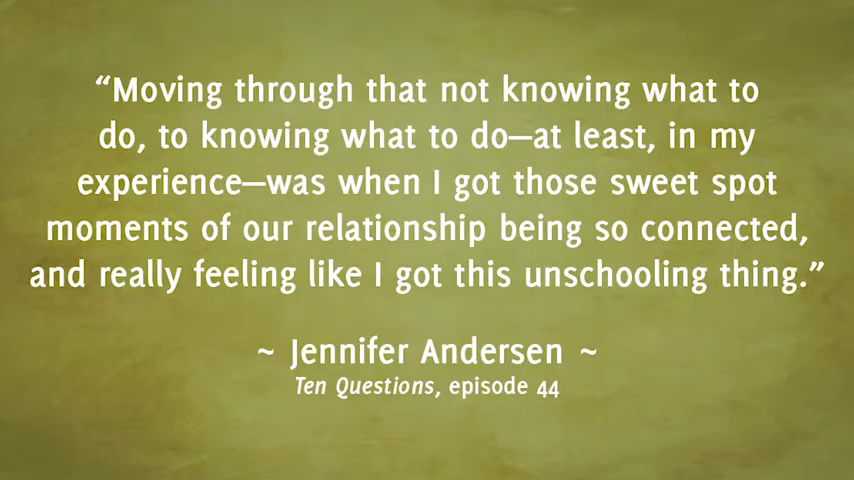 “Moving through that not knowing what to
do, to knowing what to do—at least, in my
experience—was when I got those sweet spot
moments of our relationship being so connected,
and really feeling like I got this unschooling thing.”
~ Jennifer Andersen ~
Ten Questions, episode 44